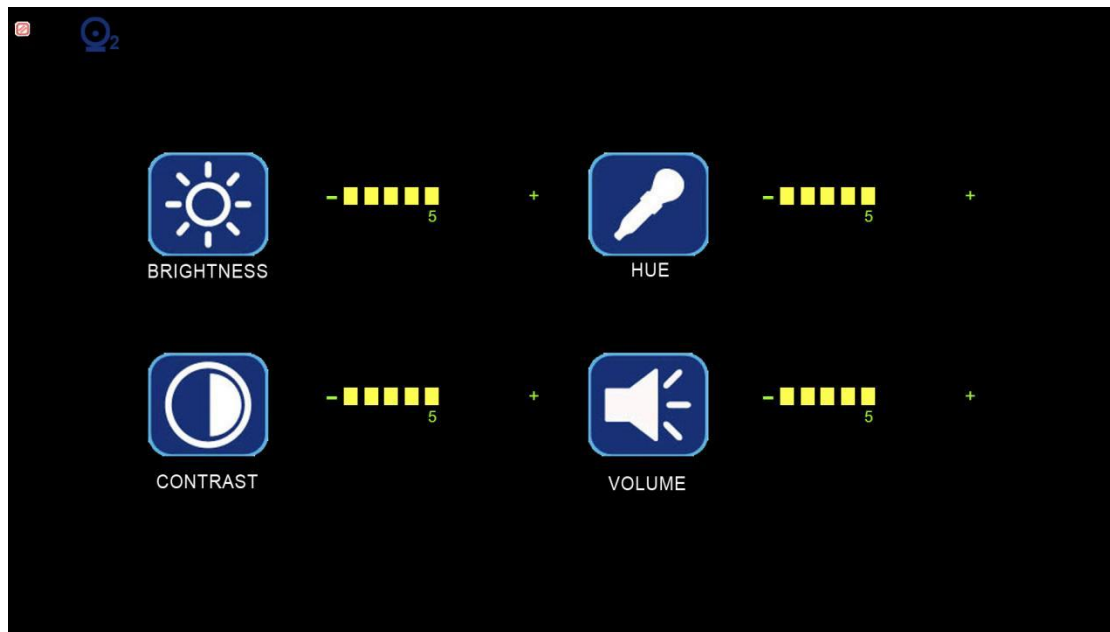 2
- 5 +
- 5 +
BRIGHTNESS
HUE
- 5 +
- 5 +
CONTRAST
VOLUME